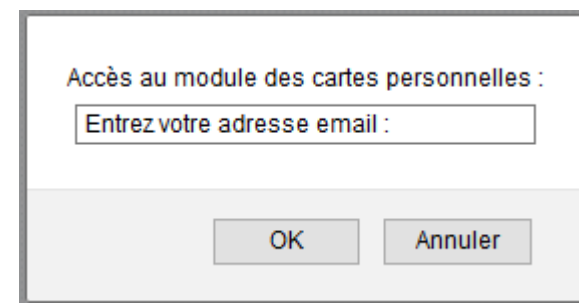 Accès au module des cartes personnelles :
Entrez votre adresse email :
OK Annuler